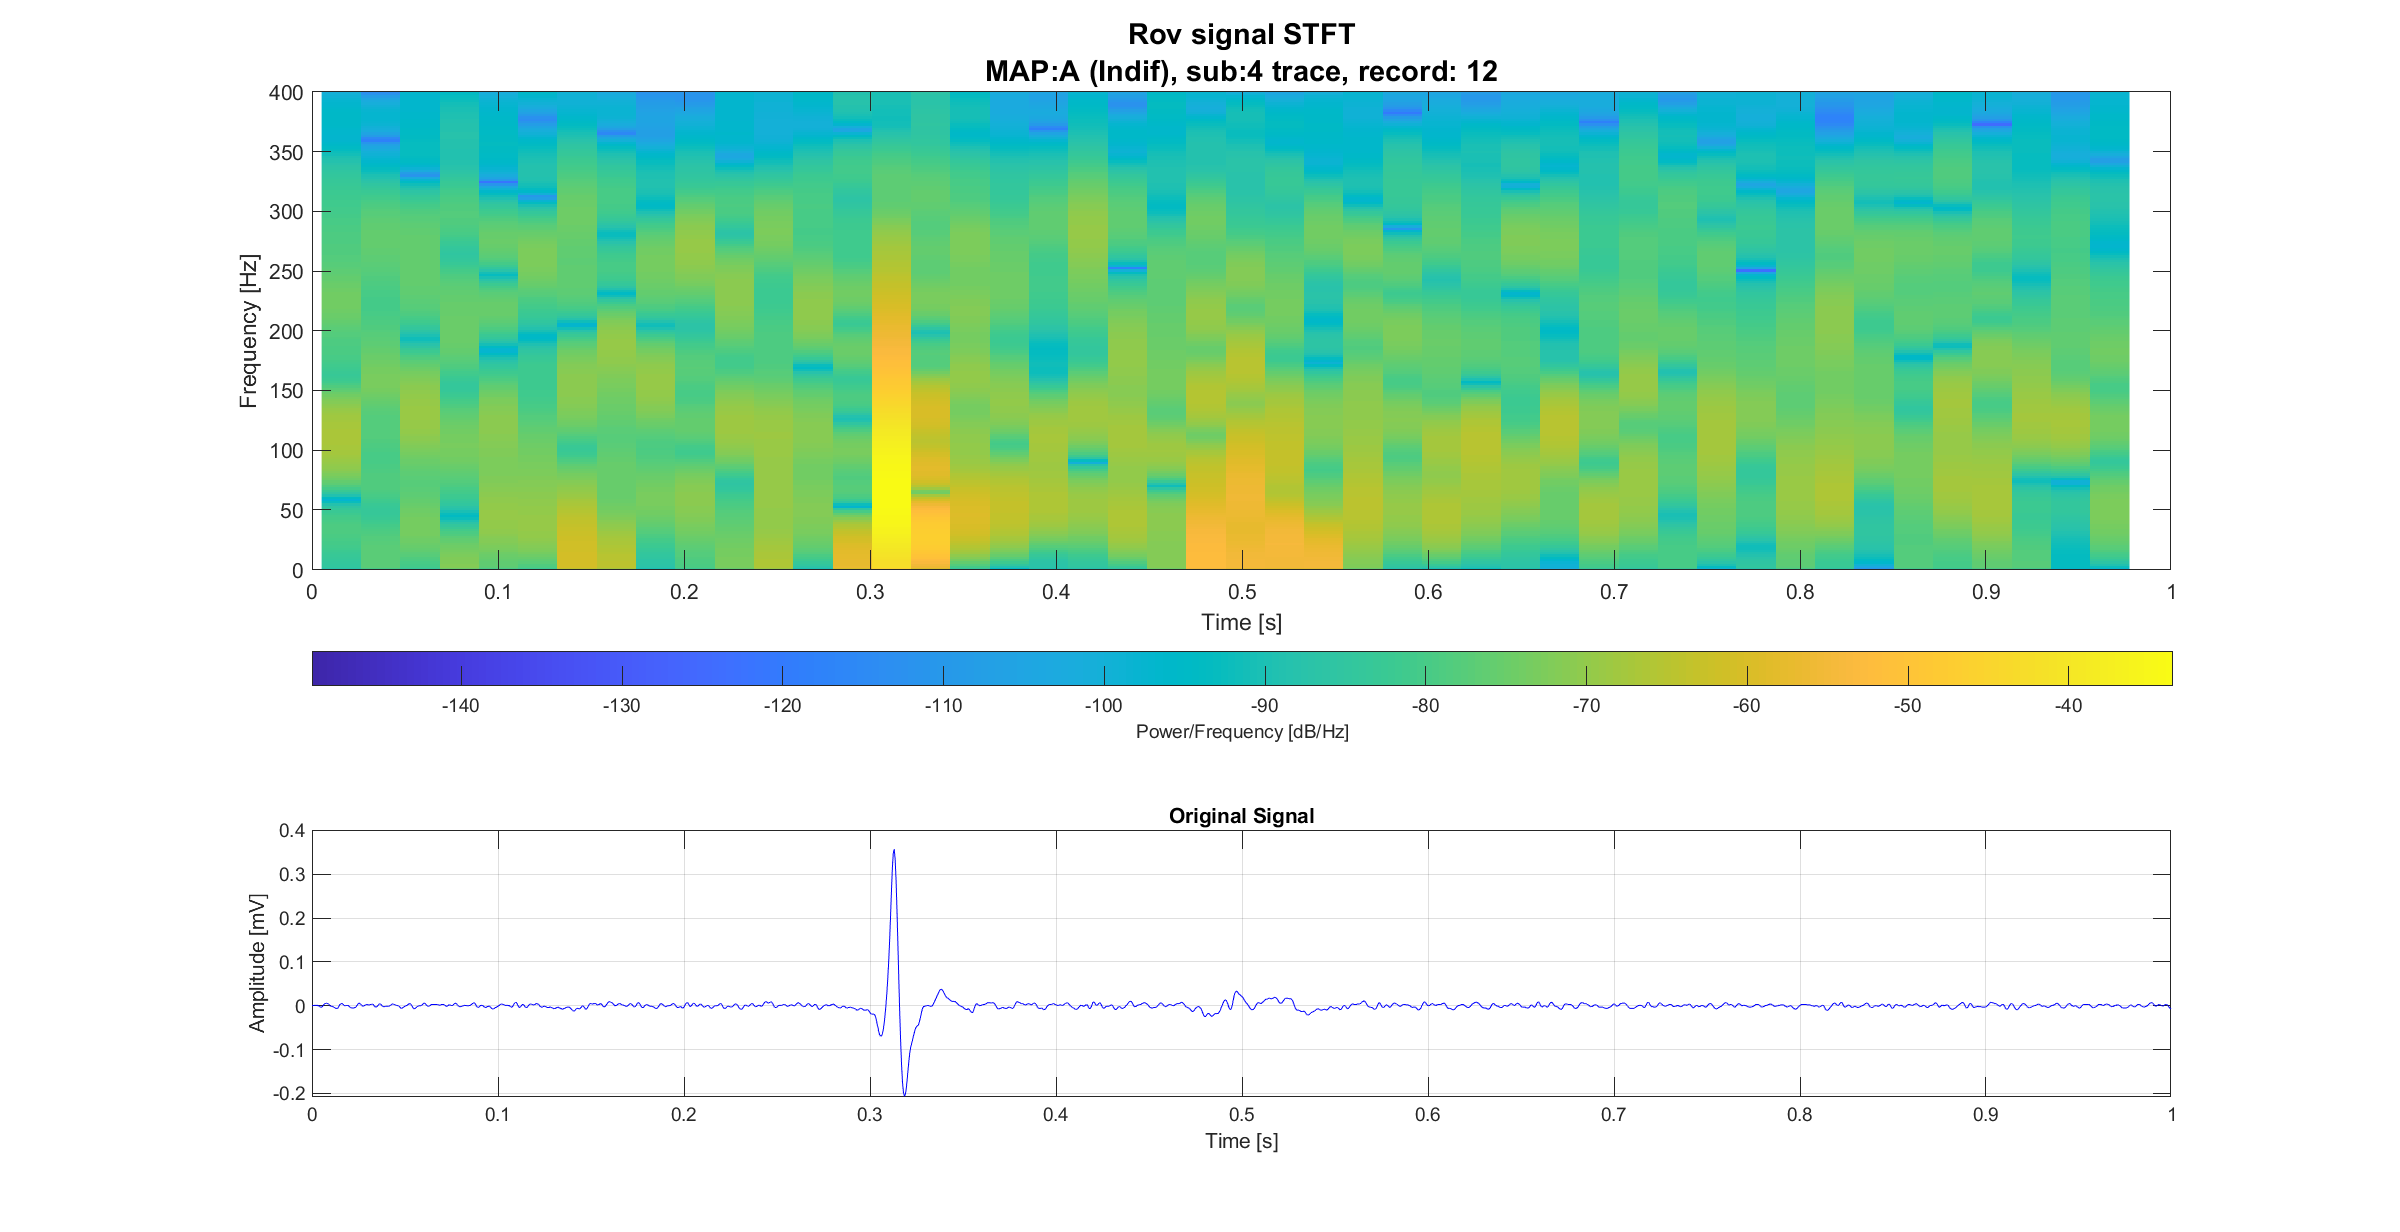 Rov signal STFT
MAP:A (Indif), sub:4 trace, record: 12
400
350
300
250
200
150
100
50
0
Frequency [Hz]
0 0.1 0.2 0.3 0.4 0.5 0.6 0.7 0.8 0.9 1
Time [s]
-140 -130 -120 -110 -100 -90 -80 -70 -60 -50 -40
Power/Frequency [dB/Hz]
Original Signal
0.4
0.3
0.2
0.1
0
-0.1
-0.2
Amplitude [mV]
0 0.1 0.2 0.3 0.4 0.5 0.6 0.7 0.8 0.9 1
Time [s]